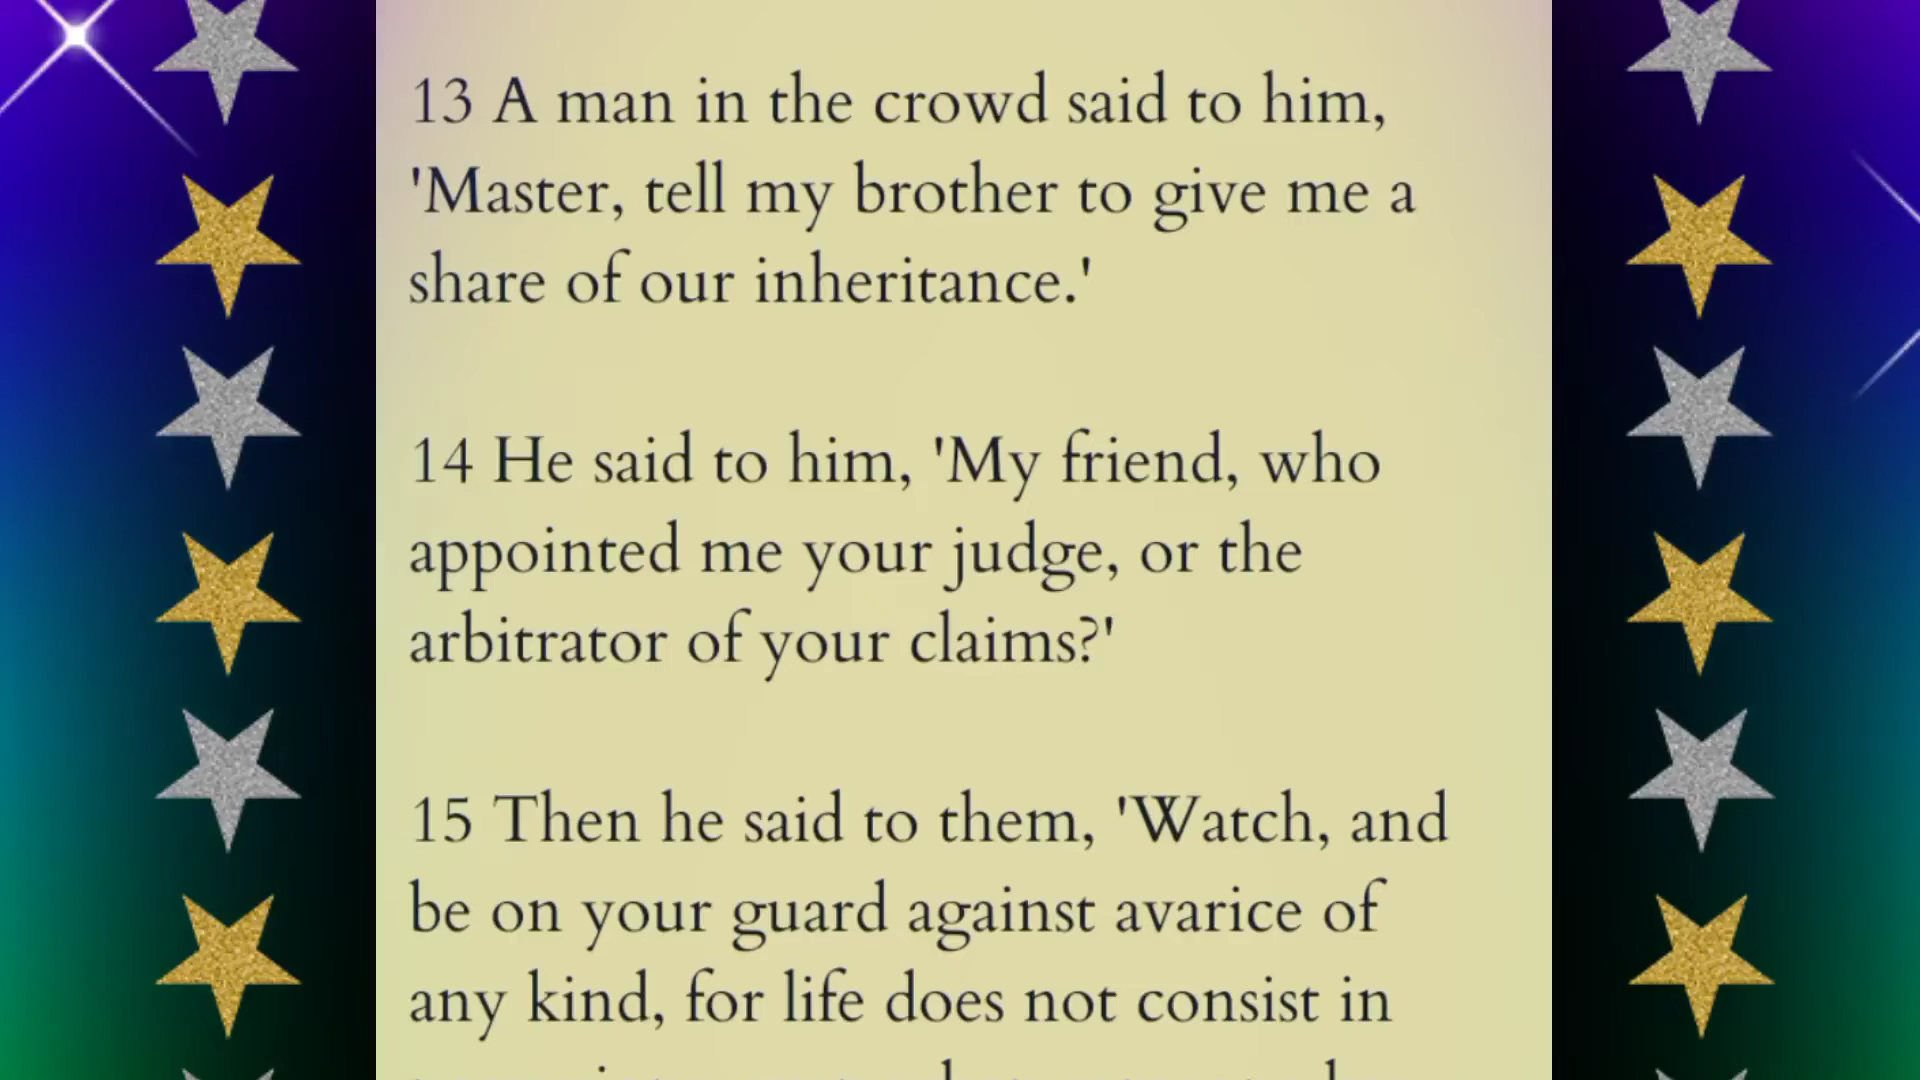 13 A man in the crowd said to him,
'Master, tell my brother to give me a
share of our inheritance.'
14 He said to him, 'My friend, who
appointed me your judge, or the
arbitrator of your claims?'
15 Then he said to them, 'Watch, and
be on your guard against avarice of
any kind, for life does not consist in